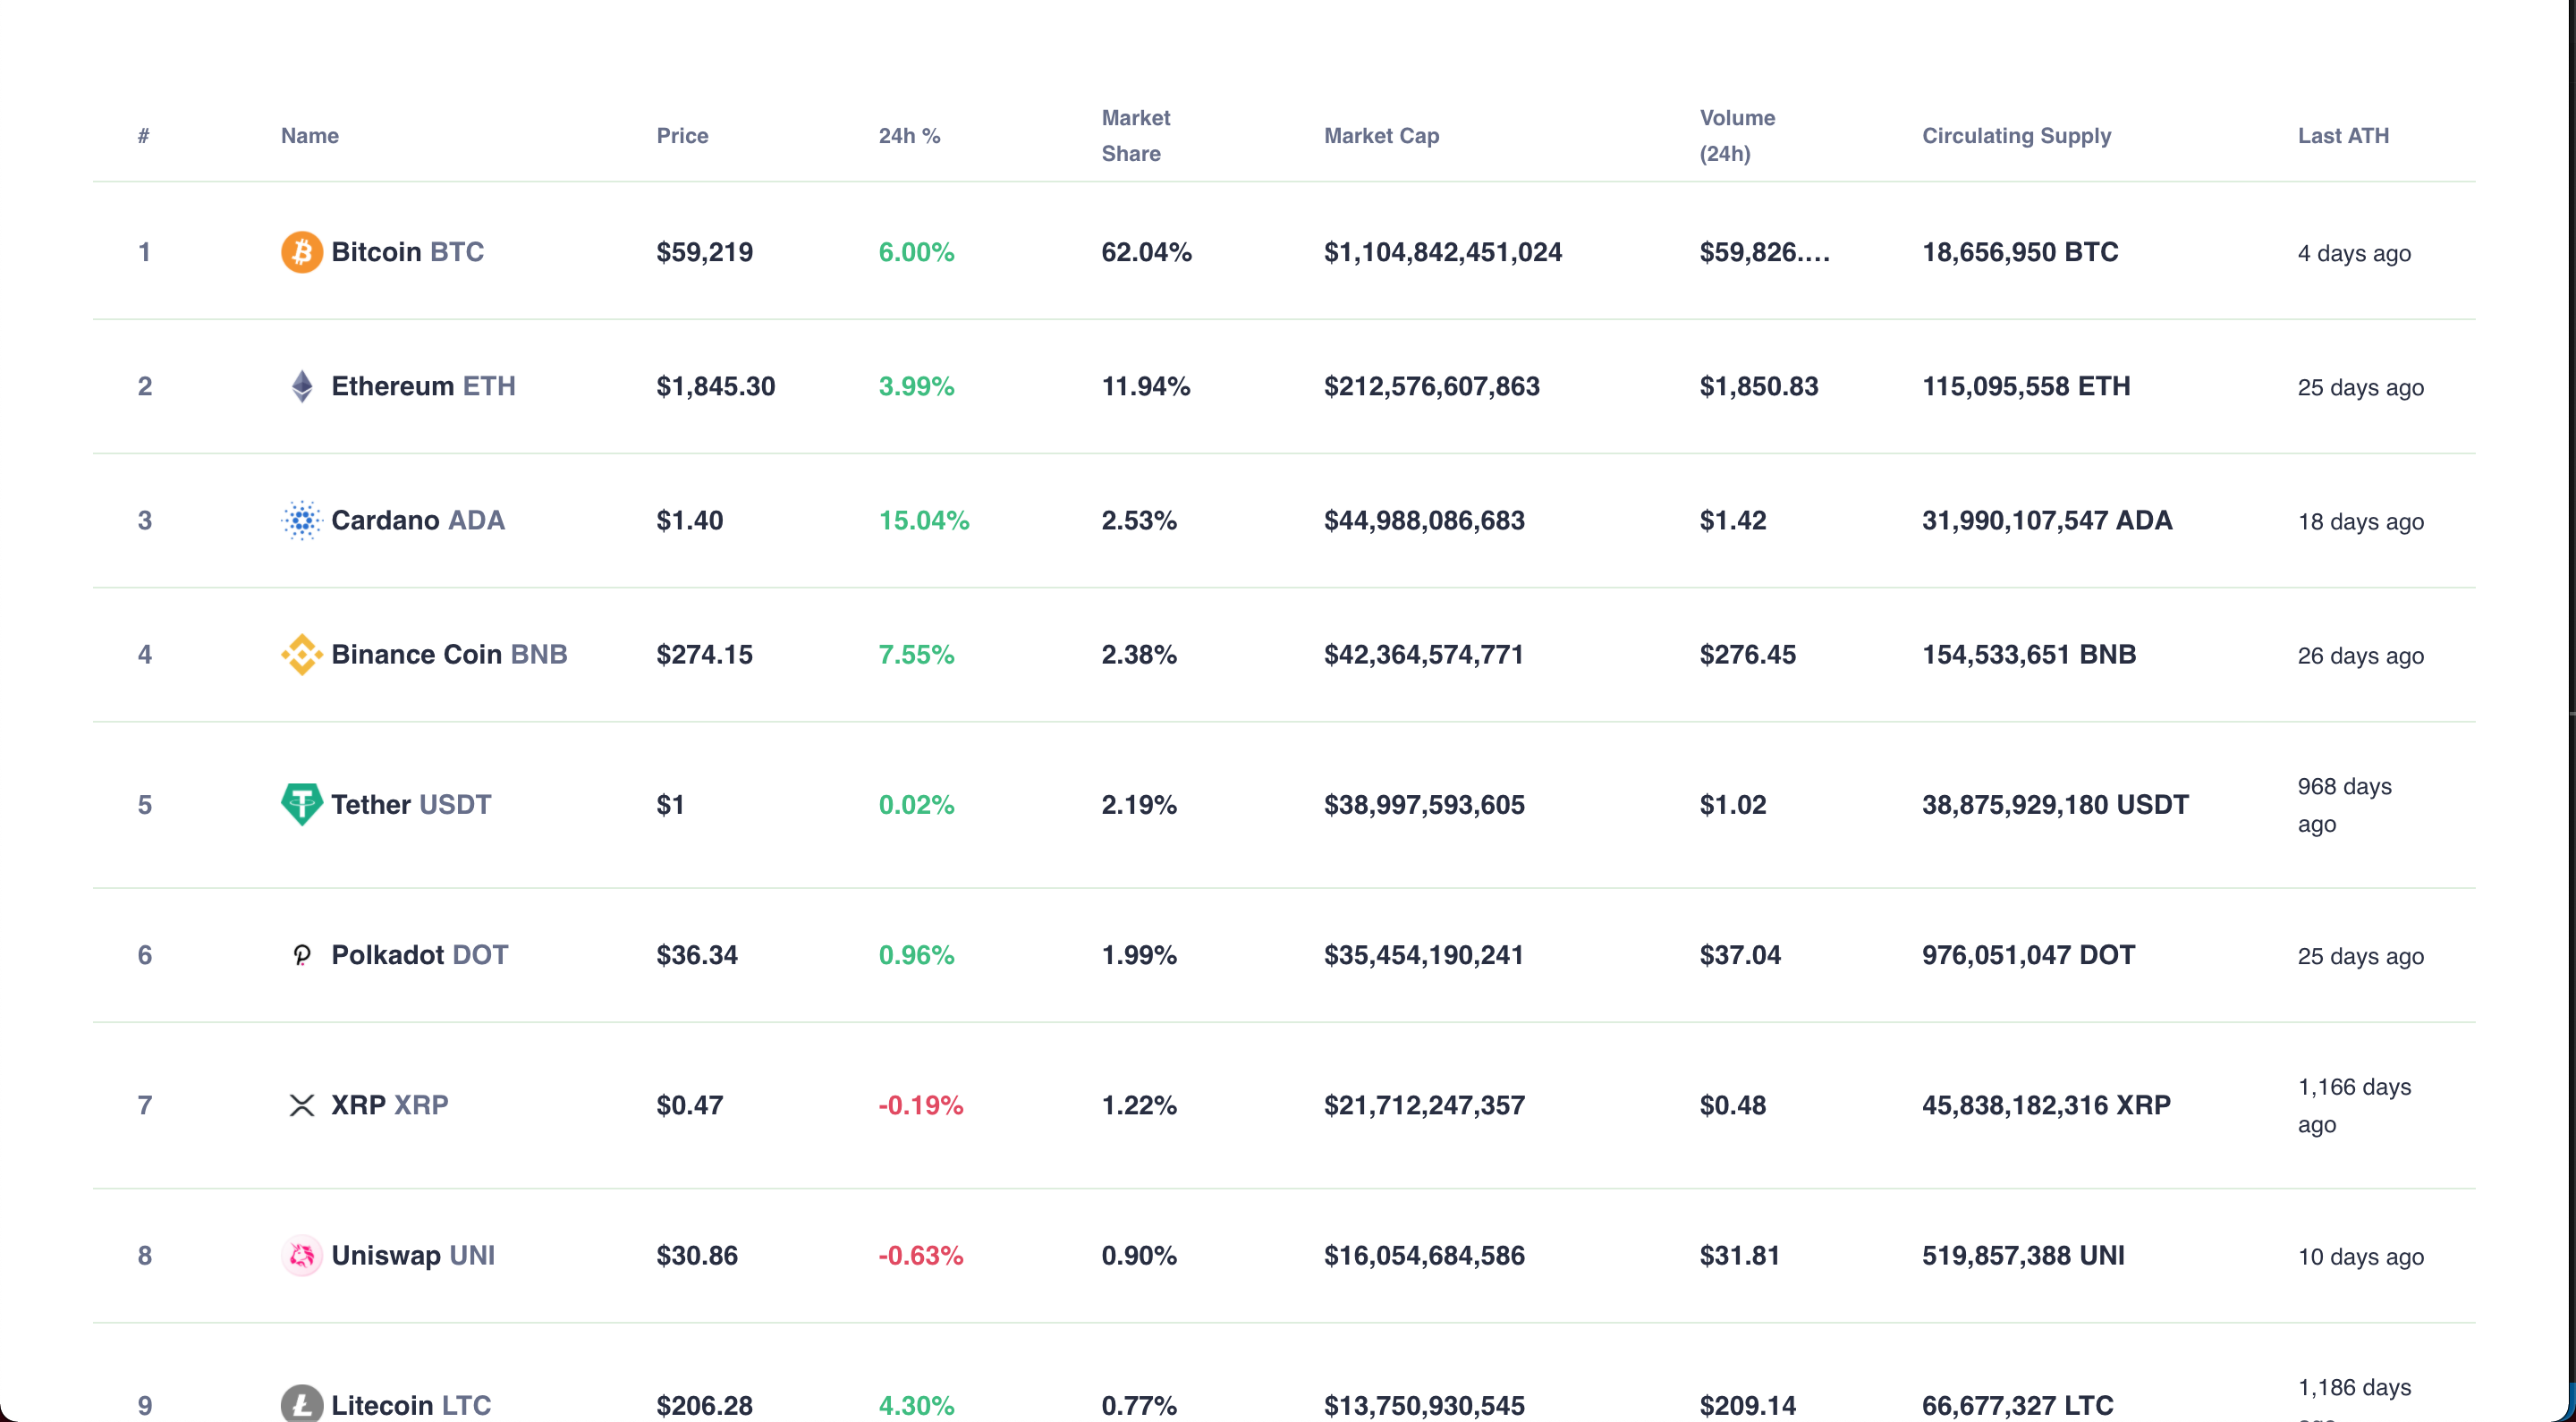 # Name Price 24h % Market Share Market Cap Volume (24h) Circulating Supply Last ATH
1 Bitcoin BTC $59,219 6.00% 62.04% $1,104,842,451,024 $59,826.... 18,656,950 BTC 4 days ago
2 Ethereum ETH $1,845.30 3.99% 11.94% $212,576,607,863 $1,850.83 115,095,558 ETH 25 days ago
3 Cardano ADA $1.40 15.04% 2.53% $44,988,086,683 $1.42 31,990,107,547 ADA 18 days ago
4 Binance Coin BNB $274.15 7.55% 2.38% $42,364,574,771 $276.45 154,533,651 BNB 26 days ago
5 Tether USDT $1 0.02% 2.19% $38,997,593,605 $1.02 38,875,929,180 USDT 968 days ago
6 Polkadot DOT $36.34 0.96% 1.99% $35,454,190,241 $37.04 976,051,047 DOT 25 days ago
7 XRP XRP $0.47 -0.19% 1.22% $21,712,247,357 $0.48 45,838,182,316 XRP 1,166 days ago
8 Uniswap UNI $30.86 -0.63% 0.90% $16,054,684,586 $31.81 519,857,388 UNI 10 days ago
9 Litecoin LTC $206.28 4.30% 0.77% $13,750,930,545 $209.14 66,677,327 LTC 1,186 days